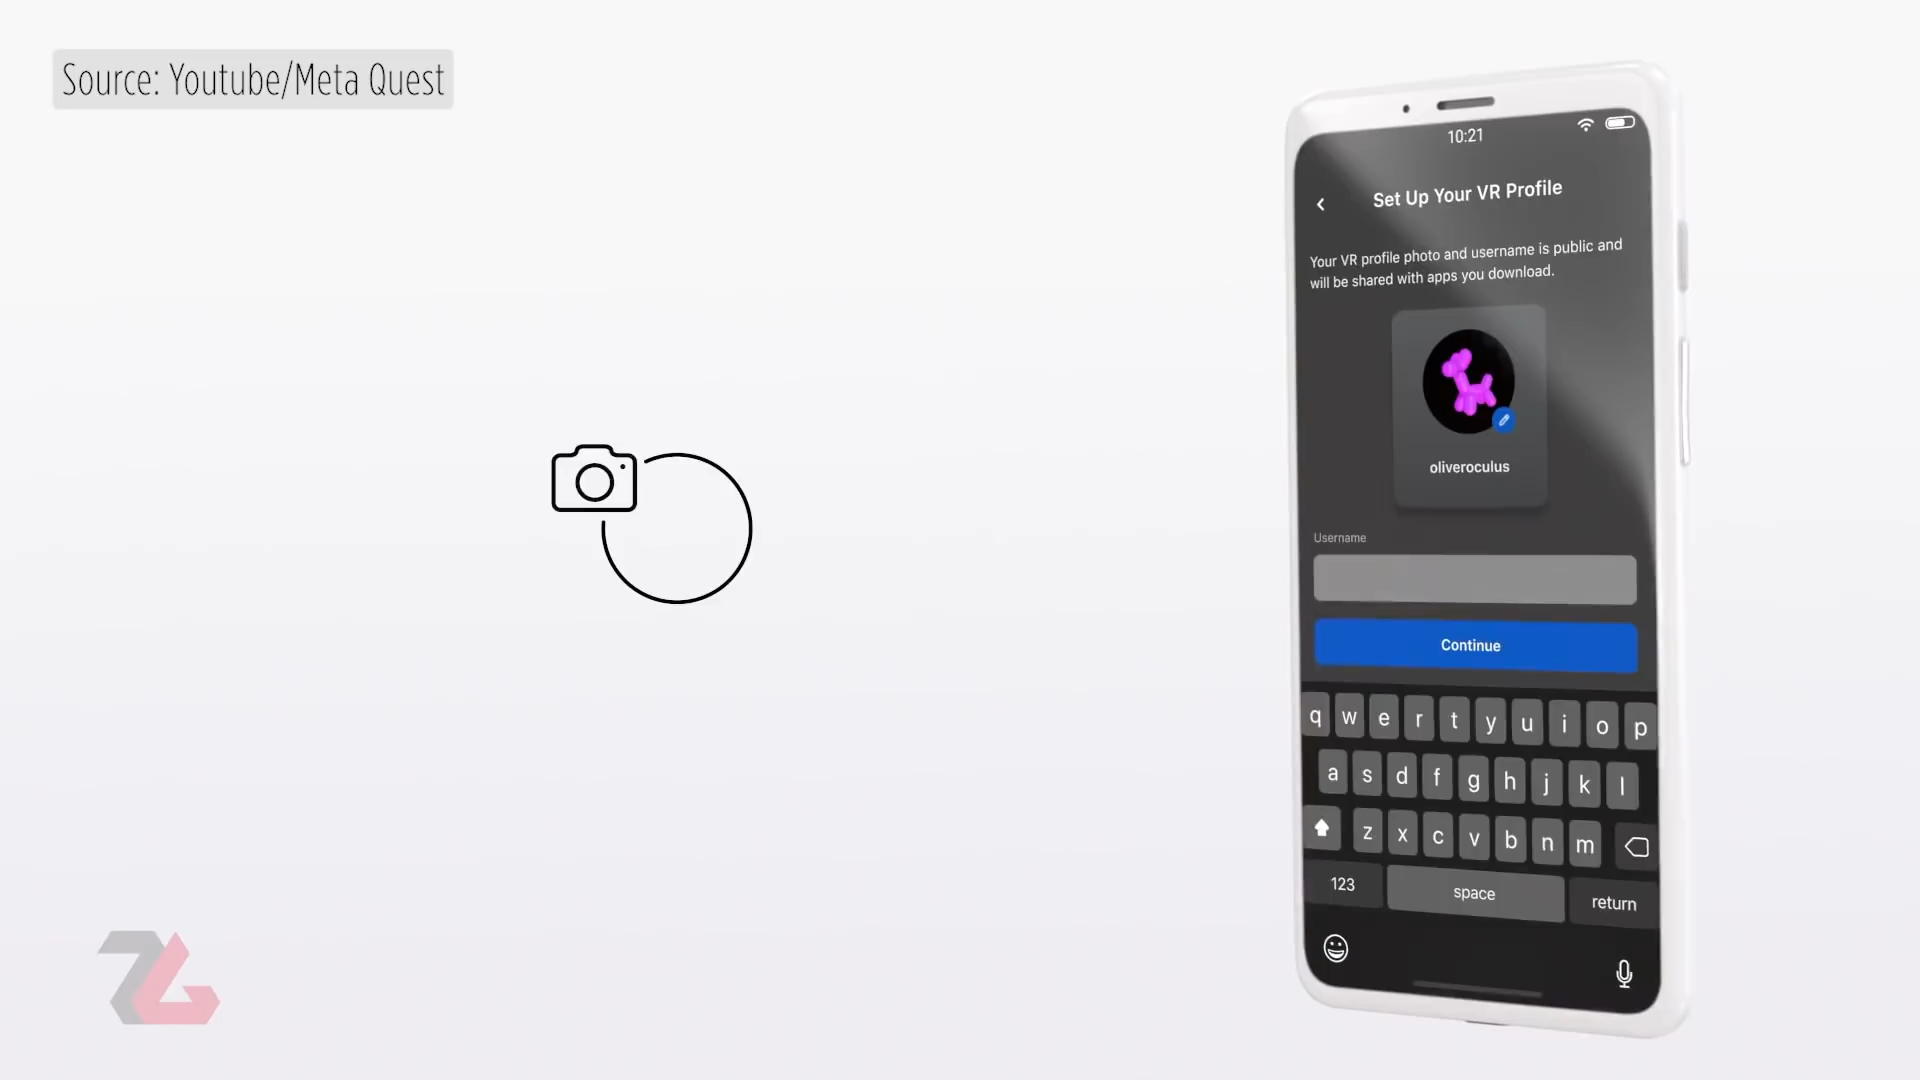 Source: Youtube/Meta Quest
10:21
Set Up Your VR Profile
Your VR profile photo and username is public and
will be shared with apps you download.
oliveroculus
Username
Continue
q w e r t y u i o p
a s d f g h j k l
z x c v b n m
123 space return